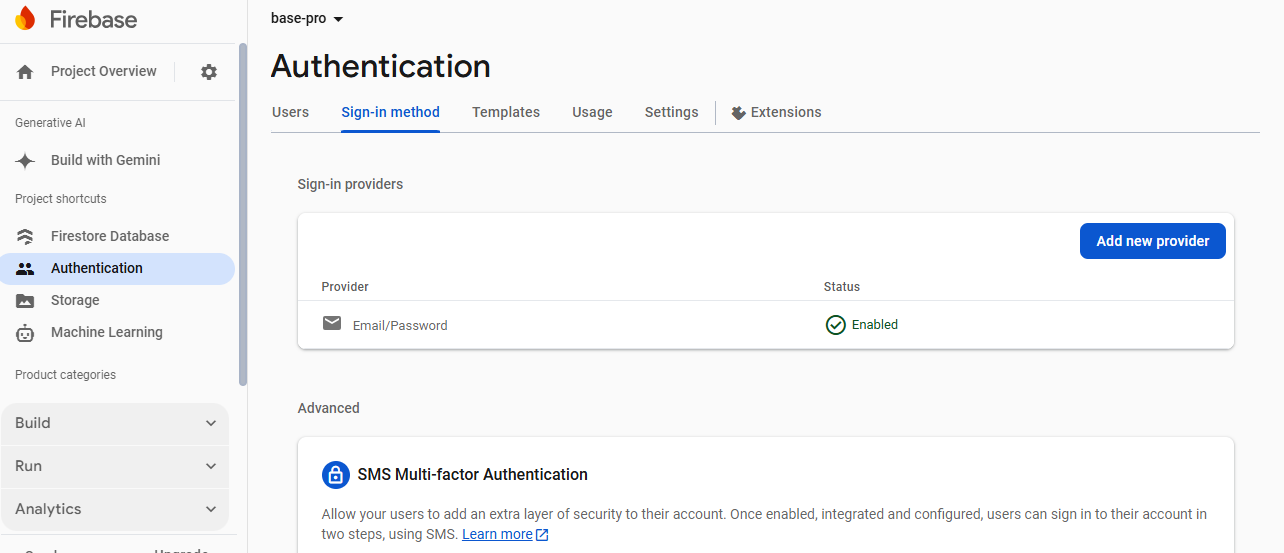 Firebase
Project Overview
Generative AI
Build with Gemini
Project shortcuts
Firestore Database
Authentication
Storage
Machine Learning
Product categories
Build
Run
Analytics
base-pro
Authentication
Users
Sign-in method
Templates
Usage
Settings
Extensions
Sign-in providers
Add new provider
Provider
Status
Email/Password
Enabled
Advanced
SMS Multi-factor Authentication
Allow your users to add an extra layer of security to their account. Once enabled, integrated and configured, users can sign in to their account in
two steps, using SMS. Learn more